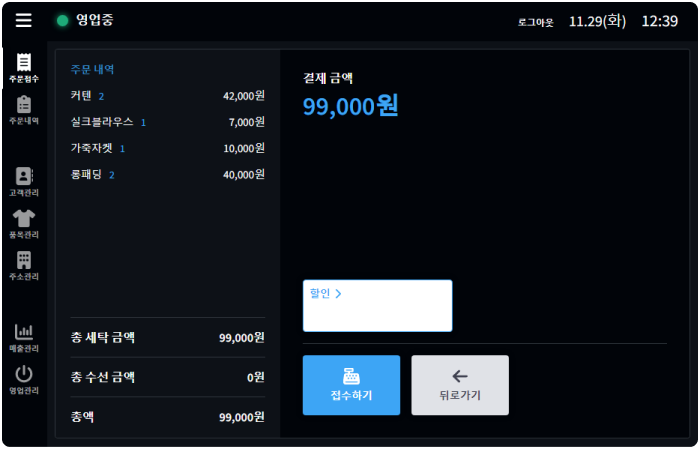 영업중
로그아웃 11.29(화) 12:39
주문접수
주문내역
고객관리
품목관리
주소관리
매출관리
영업관리
주문 내역
커텐 2 42,000원
실크블라우스 1 7,000원
가죽자켓 1 10,000원
롱패딩 2 40,000원
총 세탁 금액 99,000원
총 수선 금액 0원
총액 99,000원
결제 금액
99,000원
할인 >
접수하기
뒤로가기